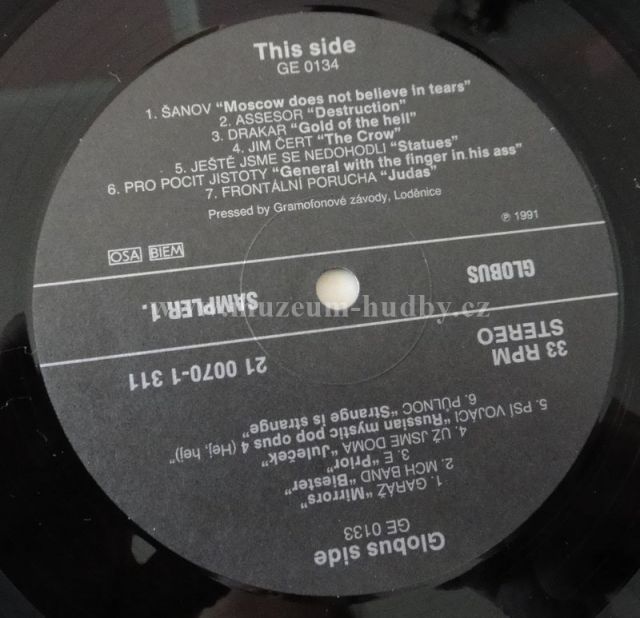 This side
GE 0134
1. ŠANOV "Moscow does not believe in tears"
2. ASSESOR "Destruction"
3. DRAKAR "Gold of the hell"
4. JIM ČERT "The Crow"
5. JEŠTĚ JSME SE NEDOHODLI "Statues"
6. PRO POCIT JISTOTY "General with the finger in his ass"
7. FRONTÁLNÍ PORUCHA "Judas"
Pressed by Gramofonové závody, Loděnice
℗ 1991
OSA BIEM
GLOBUS SAMPLER 1.
www.muzeum-hudby.cz
33 RPM
STEREO
21 0070-1 311
Globus side
GE 0133
1. GARÁŽ "Mirrors"
2. MCH BAND "Biester"
3. E "Prior"
4. UŽ JSME DOMA "Juleček"
5. PSÍ VOJÁCI "Russian mystic pop opus 4 (Hej, hej)"
6. PŮLNOC "Strange is strange"